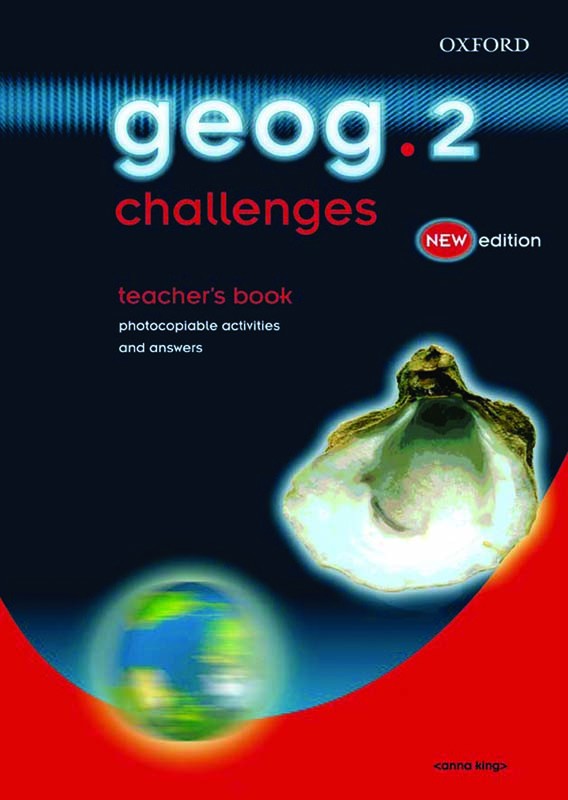 OXFORD
geog.2
challenges
NEW edition
teacher's book
photocopiable activities
and answers
<anna king>